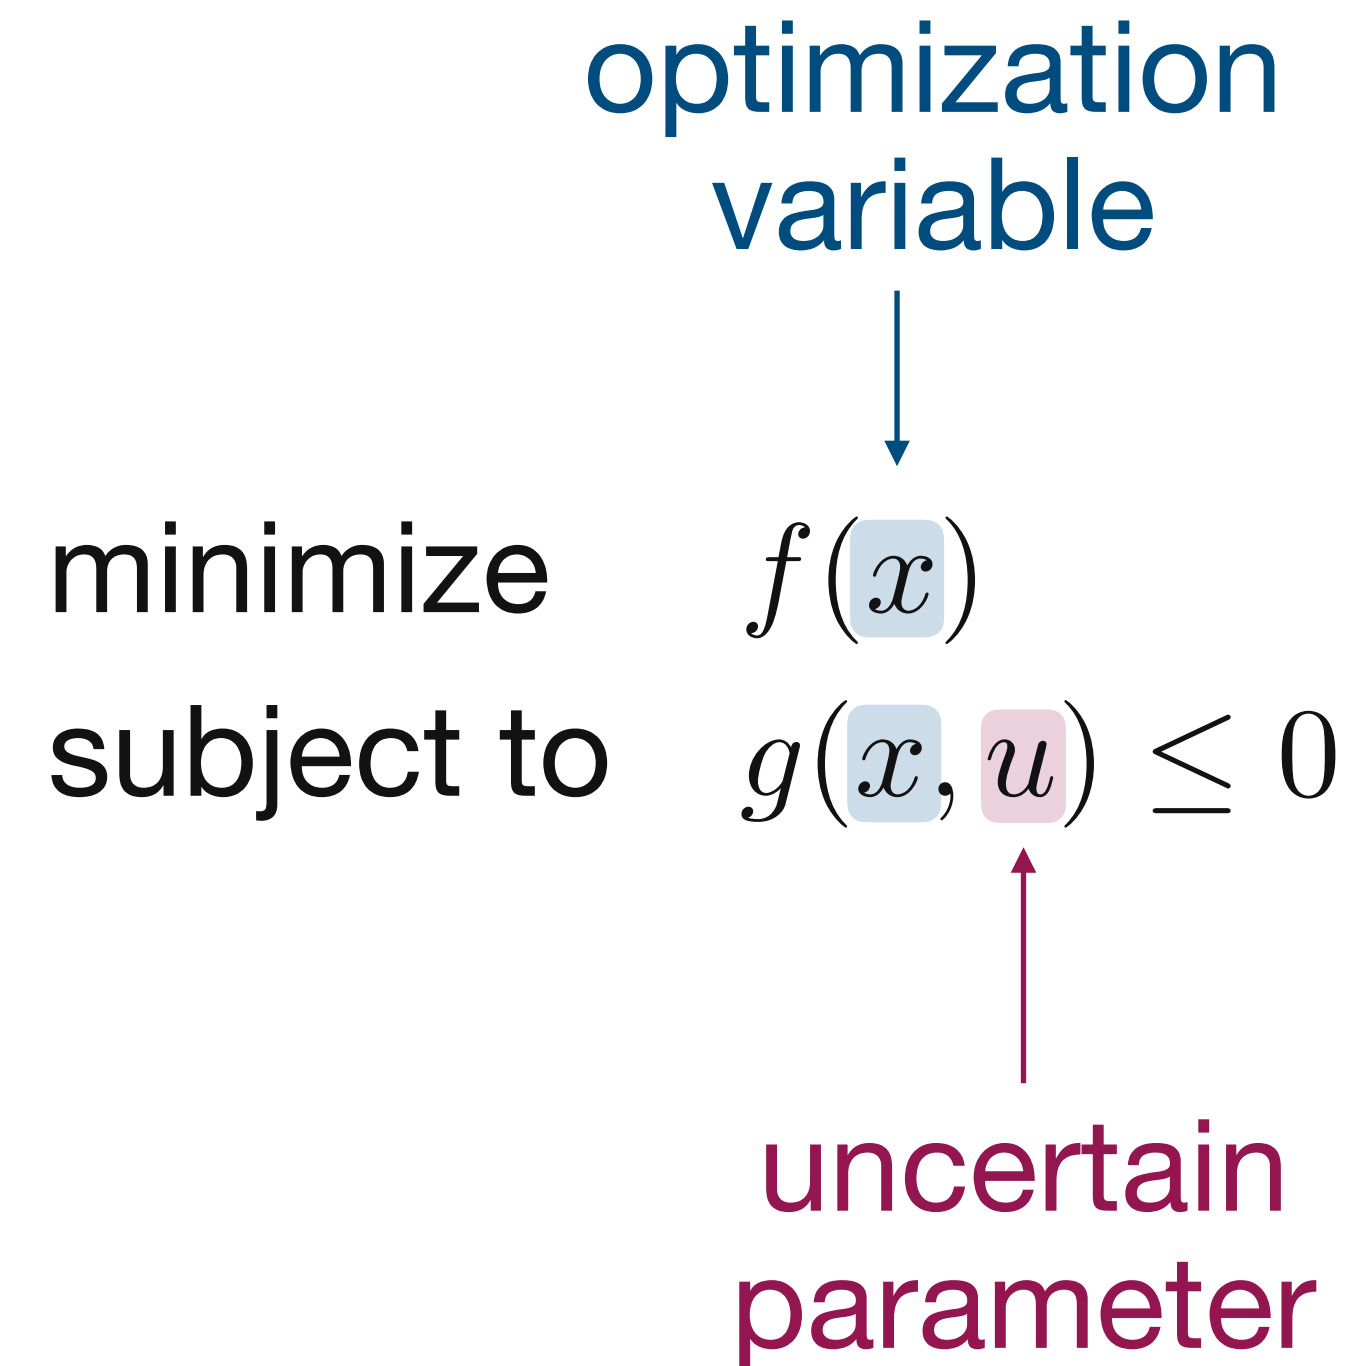 optimization
variable
minimize f(x)
subject to g(x, u) ≤ 0
uncertain
parameter